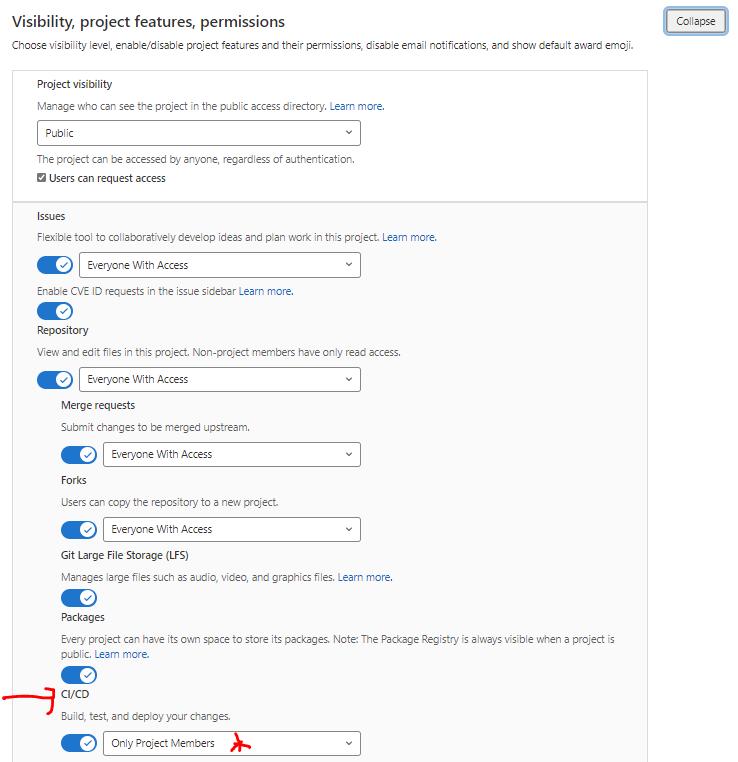 Visibility, project features, permissions
Collapse
Choose visibility level, enable/disable project features and their permissions, disable email notifications, and show default award emoji.
Project visibility
Manage who can see the project in the public access directory. Learn more.
Public
The project can be accessed by anyone, regardless of authentication.
Users can request access
Issues
Flexible tool to collaboratively develop ideas and plan work in this project. Learn more.
Everyone With Access
Enable CVE ID requests in the issue sidebar Learn more.
Repository
View and edit files in this project. Non-project members have only read access.
Everyone With Access
Merge requests
Submit changes to be merged upstream.
Everyone With Access
Forks
Users can copy the repository to a new project.
Everyone With Access
Git Large File Storage (LFS)
Manages large files such as audio, video, and graphics files. Learn more.
Packages
Every project can have its own space to store its packages. Note: The Package Registry is always visible when a project is
public. Learn more.
CI/CD
Build, test, and deploy your changes.
Only Project Members